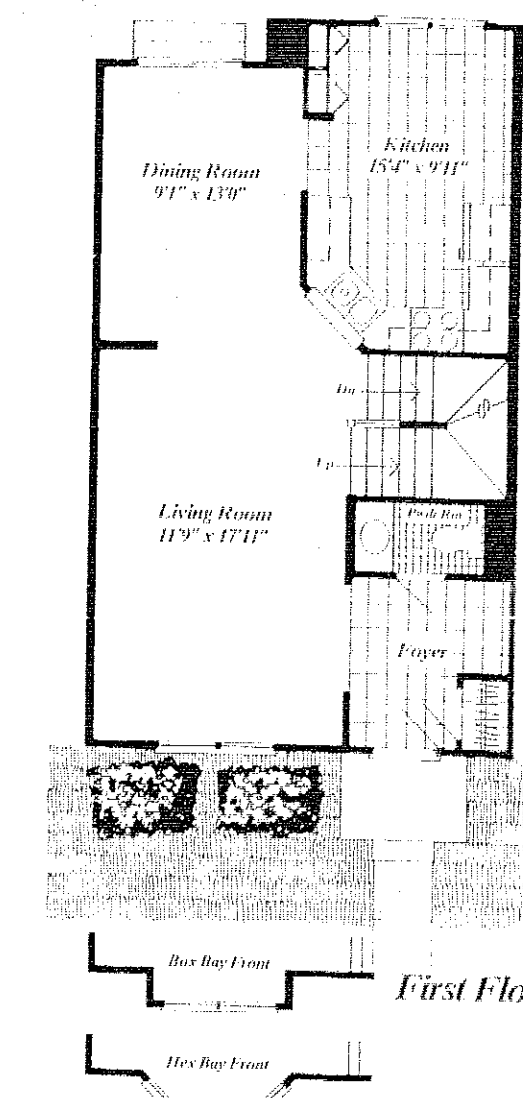 Dining Room
9'1" x 13'0"
Kitchen
15'4" x 9'11"
Dn
Up
Living Room
11'9" x 17'11"
Pwdr Rm
Foyer
Box Bay Front
First Flo
Hex Bay Front